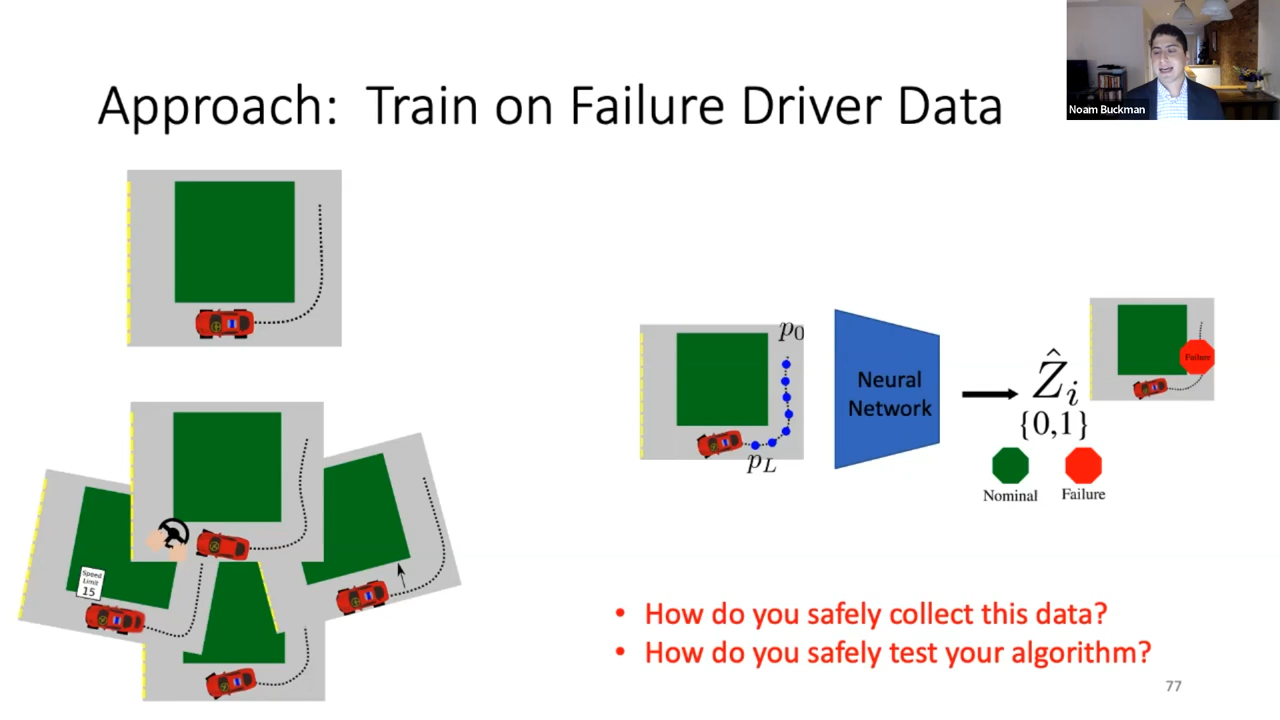 Noam Buckman
Approach: Train on Failure Driver Data
p0
Neural
Network
Ẑi
{0,1}
Failure
pL
Nominal
Failure
Speed
Limit
15
• How do you safely collect this data?
• How do you safely test your algorithm?
77